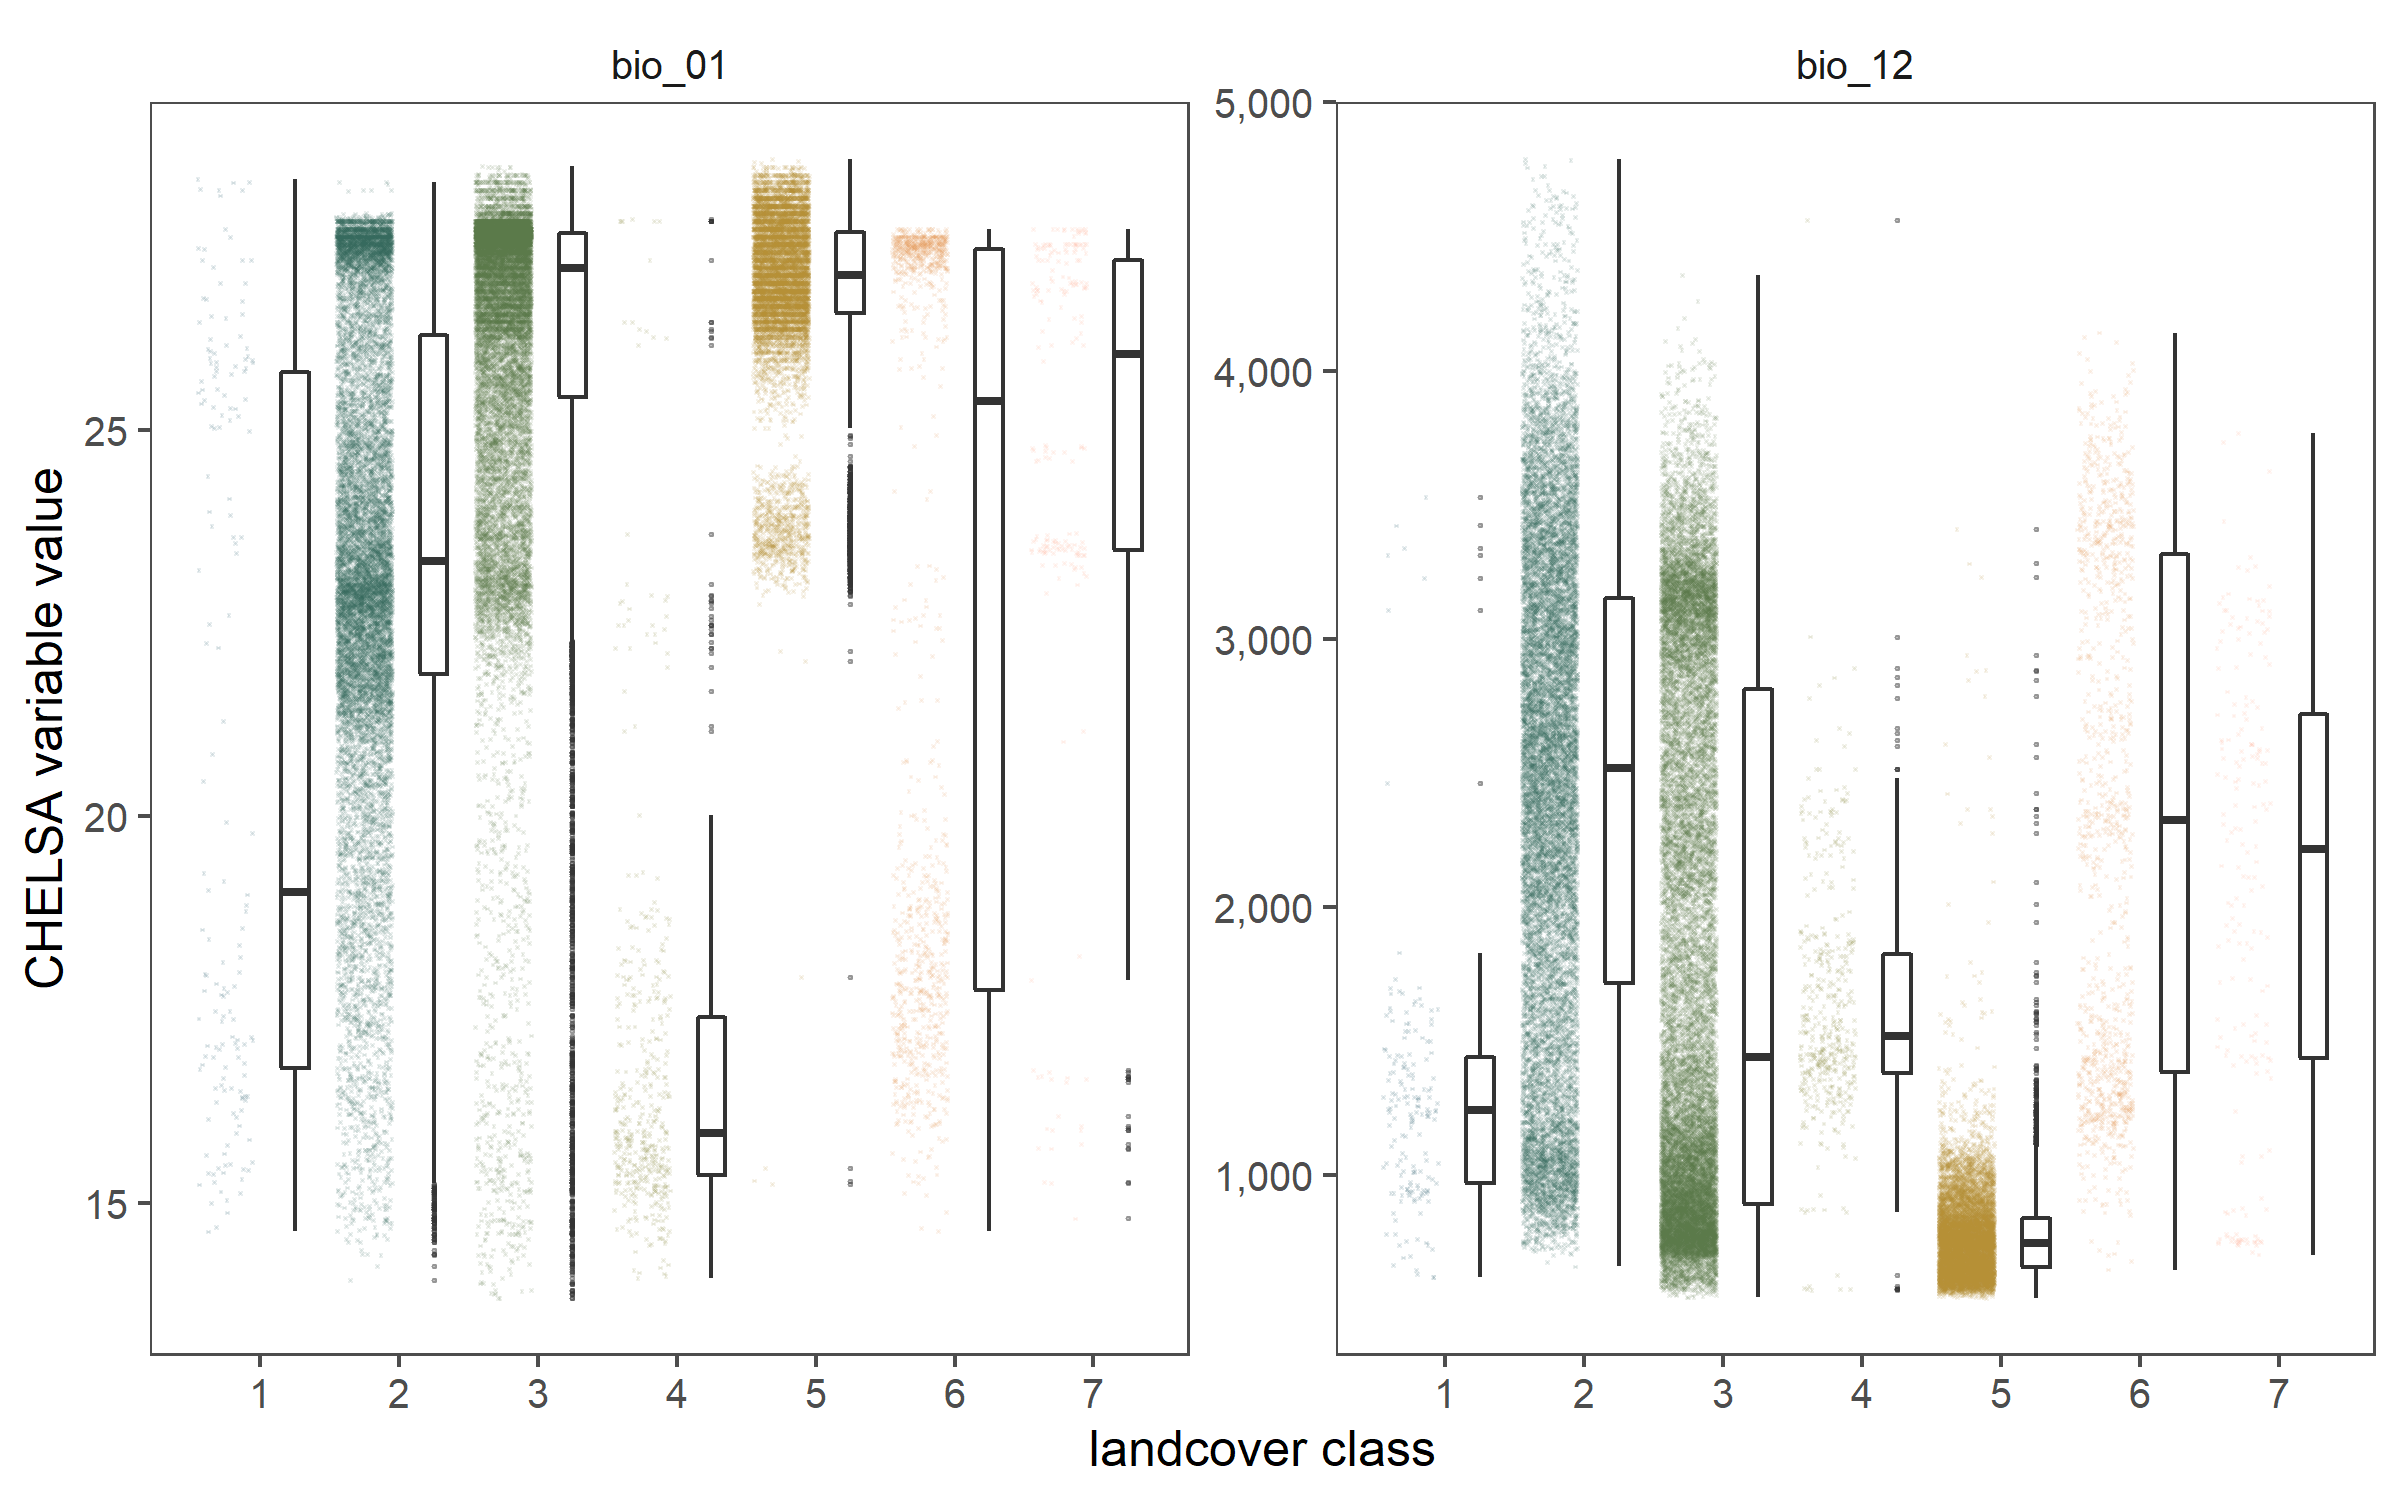 bio_01
bio_12
CHELSA variable value
25
20
15
5,000
4,000
3,000
2,000
1,000
1 2 3 4 5 6 7
1 2 3 4 5 6 7
landcover class